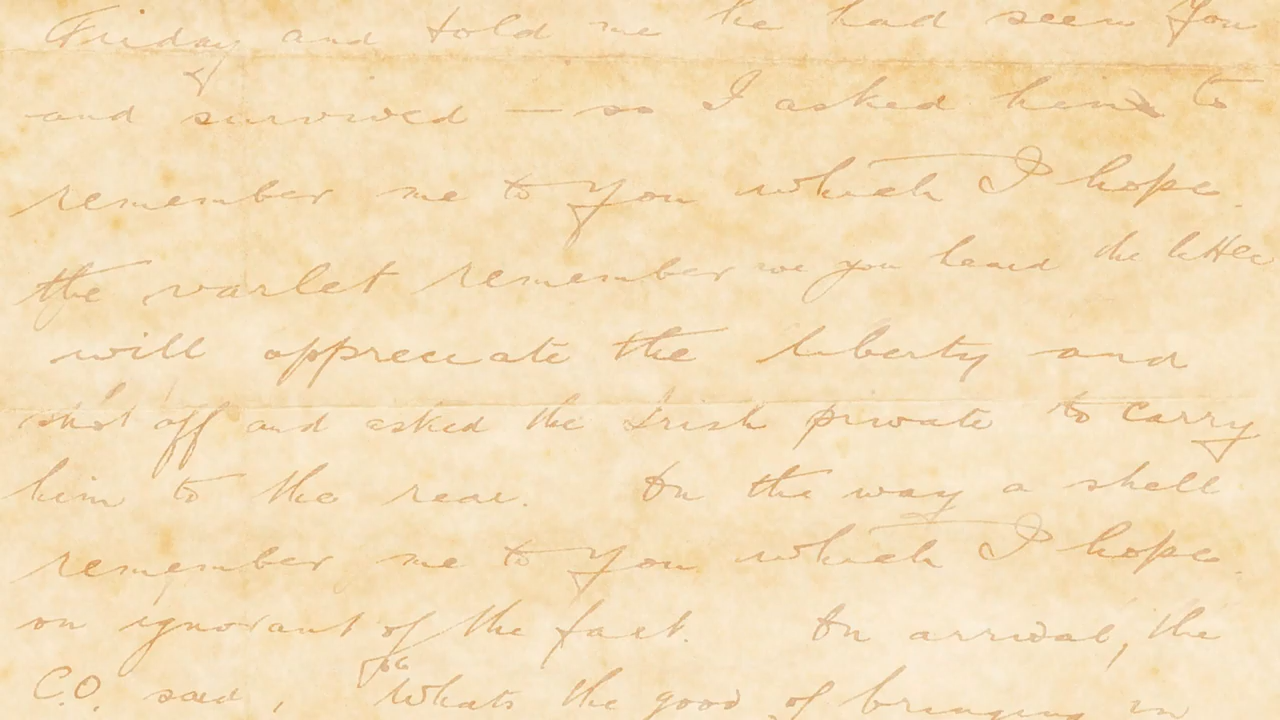 Friday and told me he had seen you
and survived — so I asked him to
remember me to you which I hope
the varlet remember we you heard the letter
will appreciate the liberty and
shot off and asked the Irish private to carry
him to the rear. On the way a shell
remember me to you which I hope.
on ignorant of the fact. On arrival, the
C.O. said, "Whats the good of bringing in